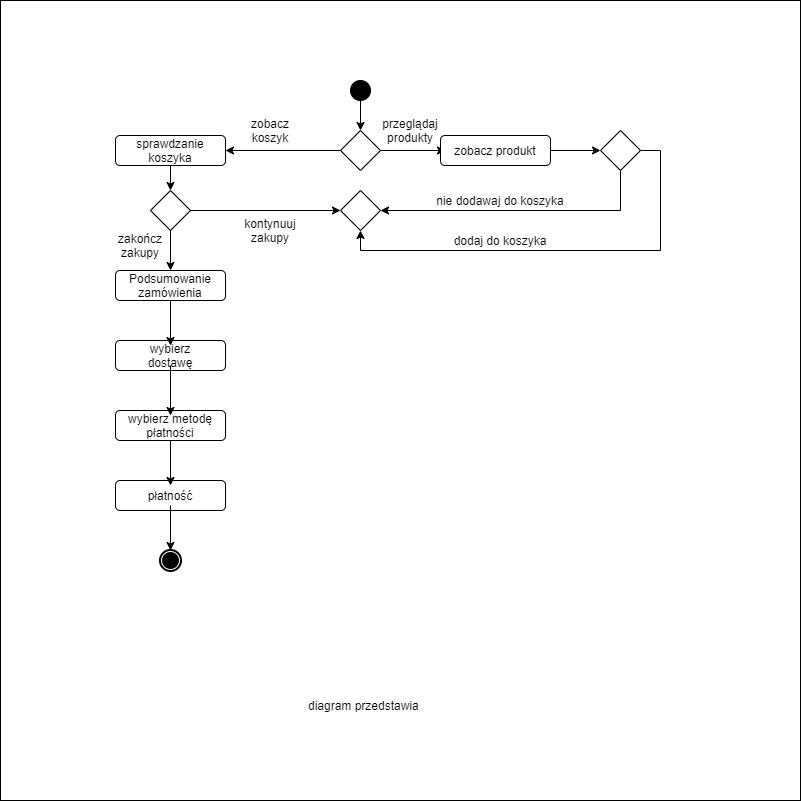 zobacz
koszyk
przeglądaj
produkty
sprawdzanie
koszyka
zobacz produkt
nie dodawaj do koszyka
kontynuuj
zakupy
dodaj do koszyka
zakończ
zakupy
Podsumowanie
zamówienia
wybierz
dostawę
wybierz metodę
płatności
płatność
diagram przedstawia